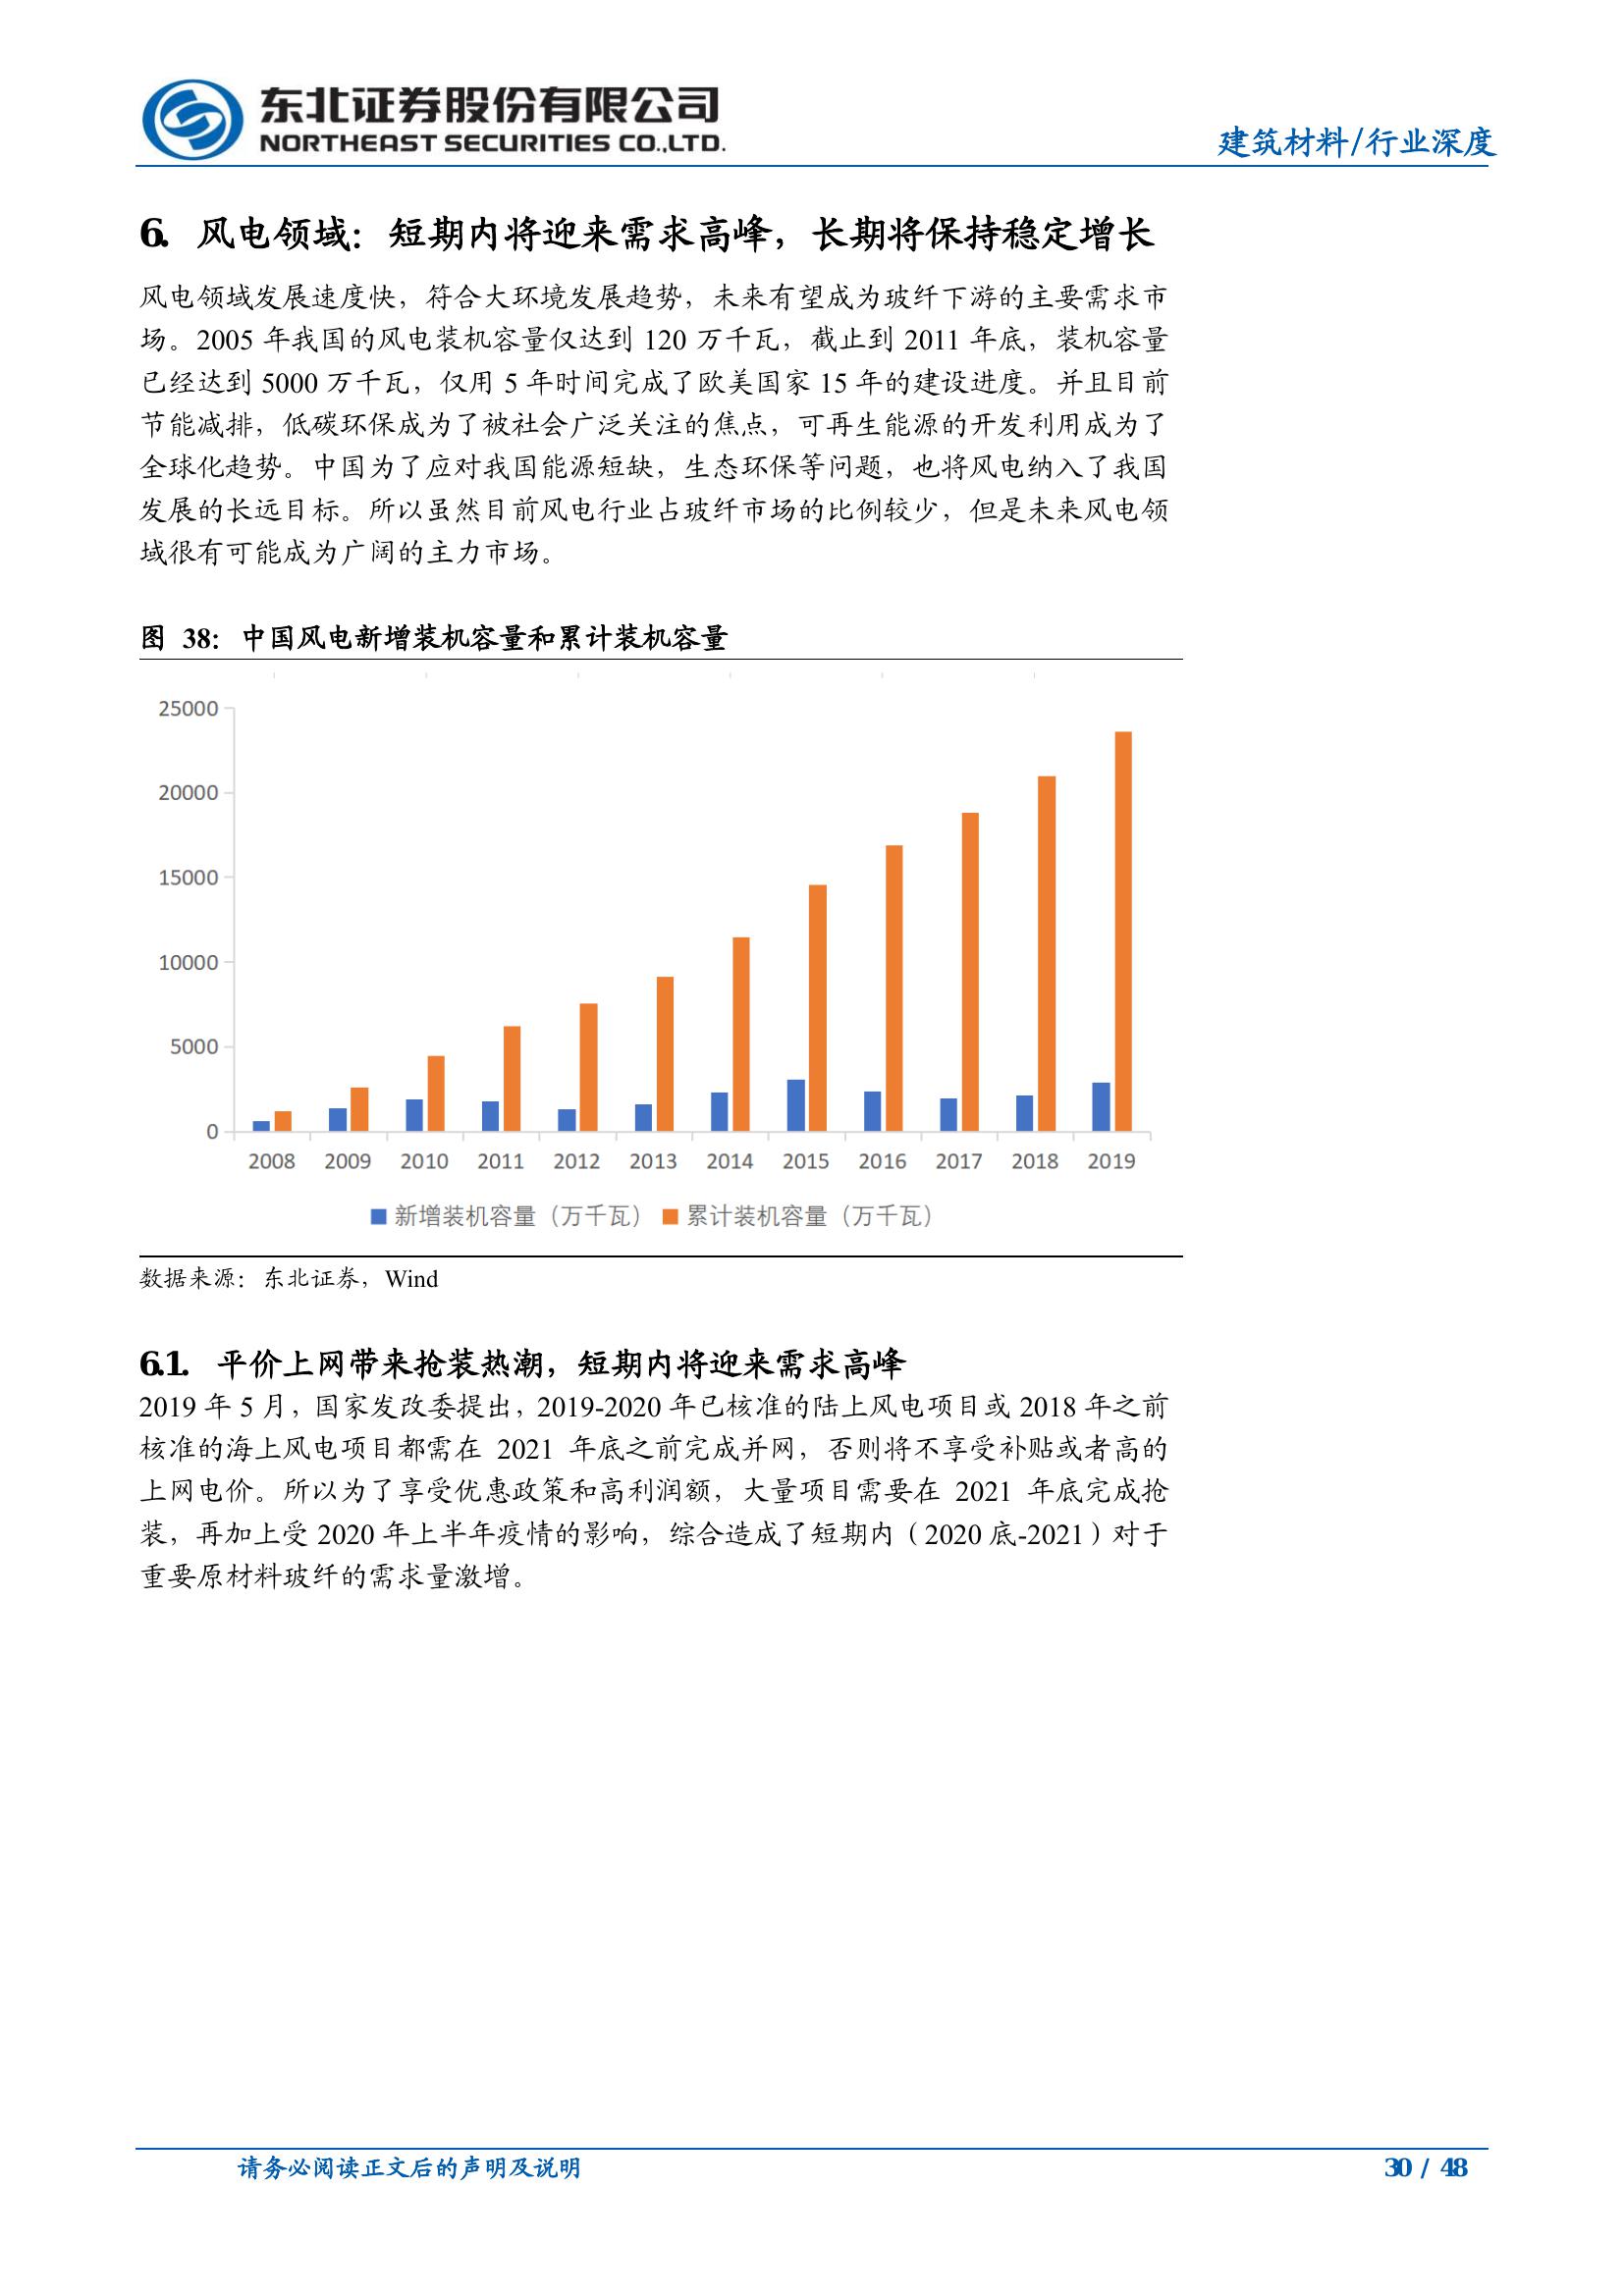 东北证券股份有限公司
NORTHEAST SECURITIES CO.,LTD.
建筑材料/行业深度
6. 风电领域：短期内将迎来需求高峰，长期将保持稳定增长
风电领域发展速度快，符合大环境发展趋势，未来有望成为玻纤下游的主要需求市
场。2005 年我国的风电装机容量仅达到 120 万千瓦，截止到 2011 年底，装机容量
已经达到 5000 万千瓦，仅用 5 年时间完成了欧美国家 15 年的建设进度。并且目前
节能减排，低碳环保成为了被社会广泛关注的焦点，可再生能源的开发利用成为了
全球化趋势。中国为了应对我国能源短缺，生态环保等问题，也将风电纳入了我国
发展的长远目标。所以虽然目前风电行业占玻纤市场的比例较少，但是未来风电领
域很有可能成为广阔的主力市场。
图 38：中国风电新增装机容量和累计装机容量
25000
20000
15000
10000
5000
0
2008 2009 2010 2011 2012 2013 2014 2015 2016 2017 2018 2019
新增装机容量（万千瓦） 累计装机容量（万千瓦）
数据来源：东北证券，Wind
6.1. 平价上网带来抢装热潮，短期内将迎来需求高峰
2019 年 5 月，国家发改委提出，2019-2020 年已核准的陆上风电项目或 2018 年之前
核准的海上风电项目都需在 2021 年底之前完成并网，否则将不享受补贴或者高的
上网电价。所以为了享受优惠政策和高利润额，大量项目需要在 2021 年底完成抢
装，再加上受 2020 年上半年疫情的影响，综合造成了短期内（2020 底-2021）对于
重要原材料玻纤的需求量激增。
请务必阅读正文后的声明及说明
30 / 48